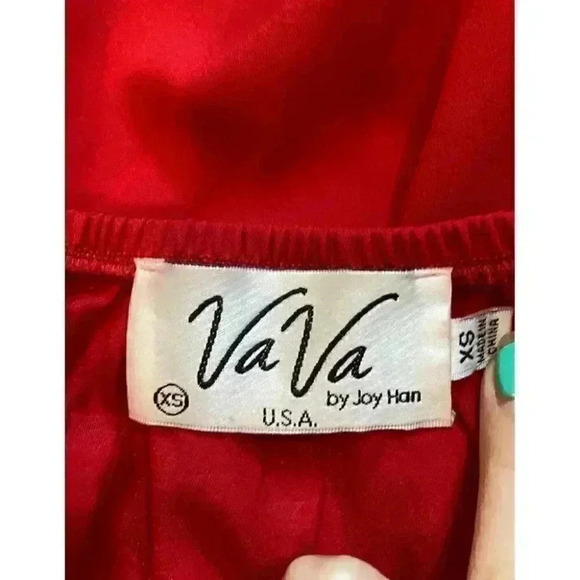 VaVa
by Joy Han
XS
U.S.A.
XS
MADE IN
CHINA